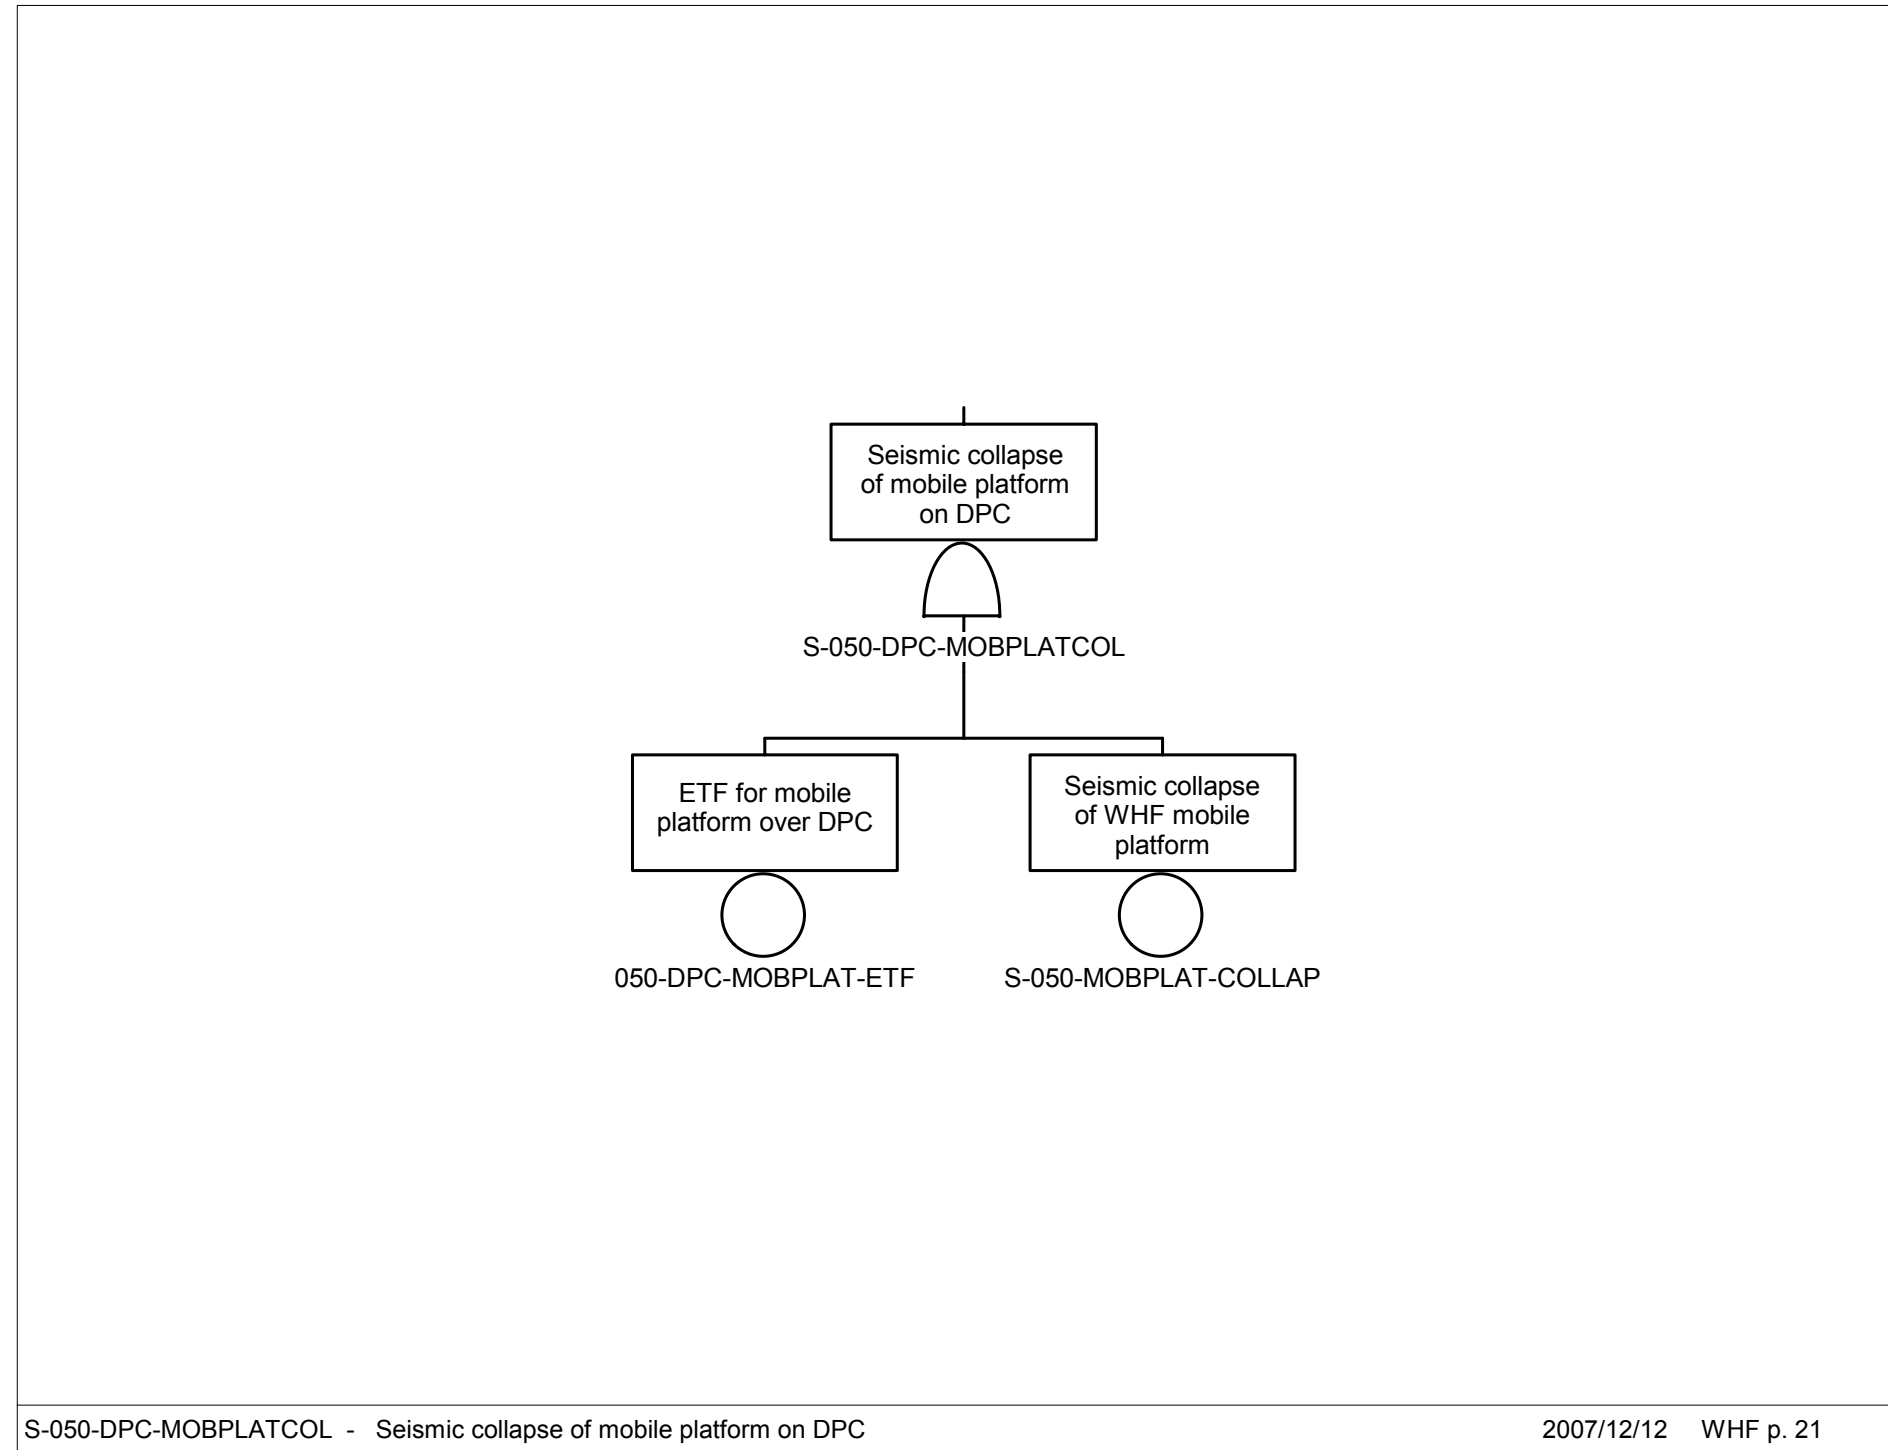 Seismic collapse
of mobile platform
on DPC
S-050-DPC-MOBPLATCOL
ETF for mobile
platform over DPC
050-DPC-MOBPLAT-ETF
Seismic collapse
of WHF mobile
platform
S-050-MOBPLAT-COLLAP
S-050-DPC-MOBPLATCOL - Seismic collapse of mobile platform on DPC 2007/12/12 WHF p. 21